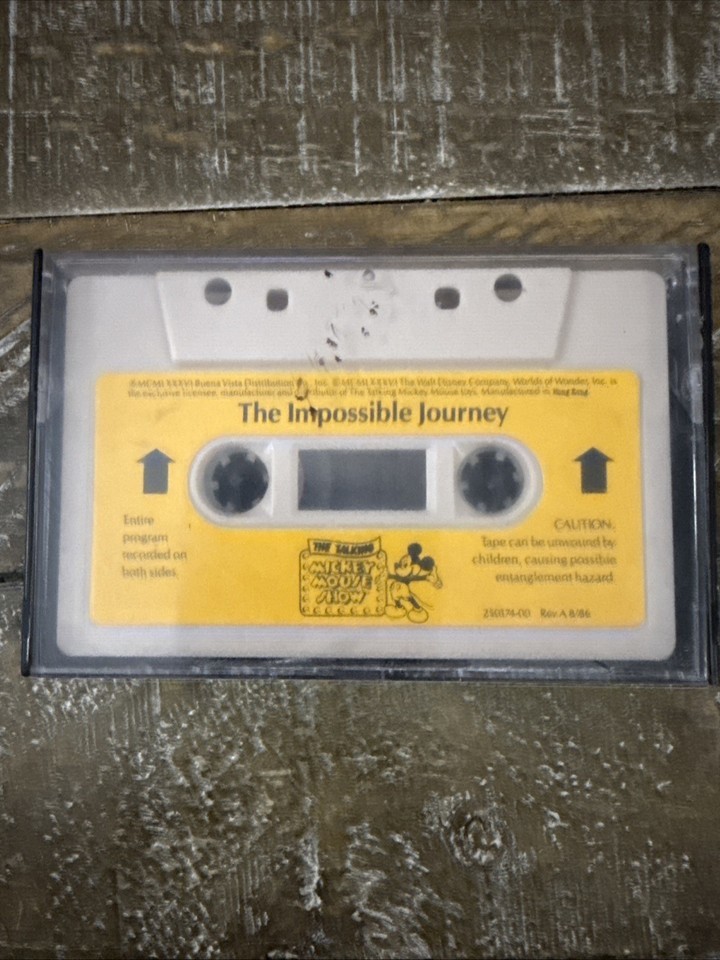 ©MCMLXXXVI Buena Vista Distribution Co., Inc. ©MCMLXXXVI The Walt Disney Company. Worlds of Wonder, Inc. is
the exclusive licensee, manufacturer and distributor of The Talking Mickey Mouse toys. Manufactured in Hong Kong
The Impossible Journey
Entire
program
recorded on
both sides.
CAUTION:
Tape can be unwound by
children, causing possible
entanglement hazard.
THE TALKING
MICKEY
MOUSE
SHOW
230174-00 Rev. A 8/86